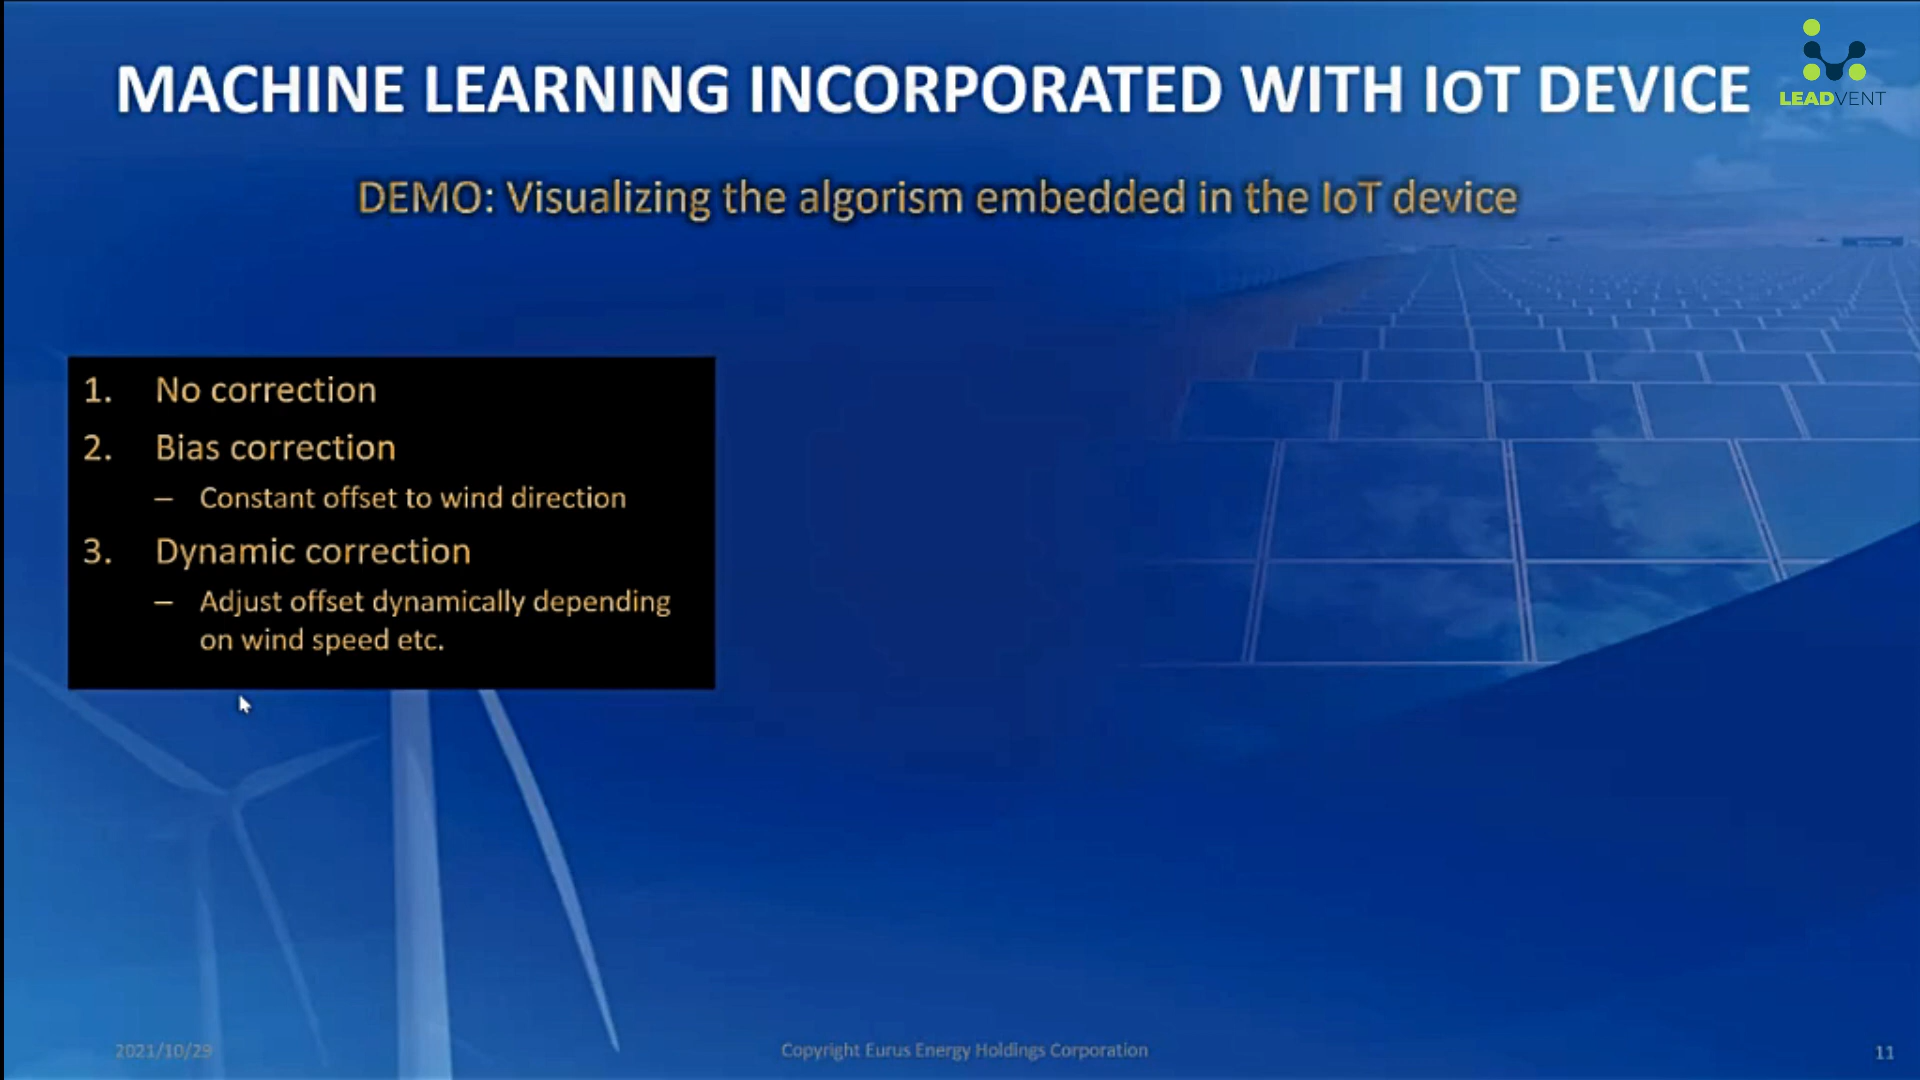 LEADVENT
MACHINE LEARNING INCORPORATED WITH IoT DEVICE
DEMO: Visualizing the algorism embedded in the IoT device
1. No correction
2. Bias correction
– Constant offset to wind direction
3. Dynamic correction
– Adjust offset dynamically depending
on wind speed etc.
2021/10/29
Copyright Eurus Energy Holdings Corporation
11